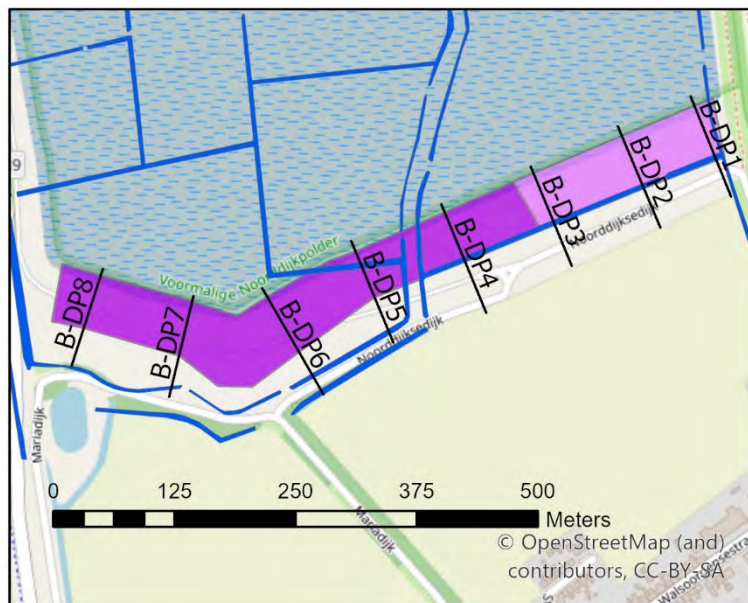 B-DP1
B-DP2
B-DP3
B-DP4
B-DP5
B-DP6
B-DP7
B-DP8
9
Voormalige Noorddijkpolder
Noorddijksedijk
Noorddijksedijk
Mariadijk
Mariadijk
0 125 250 375 500
Meters
© OpenStreetMap (and)
contributors, CC-BY-SA